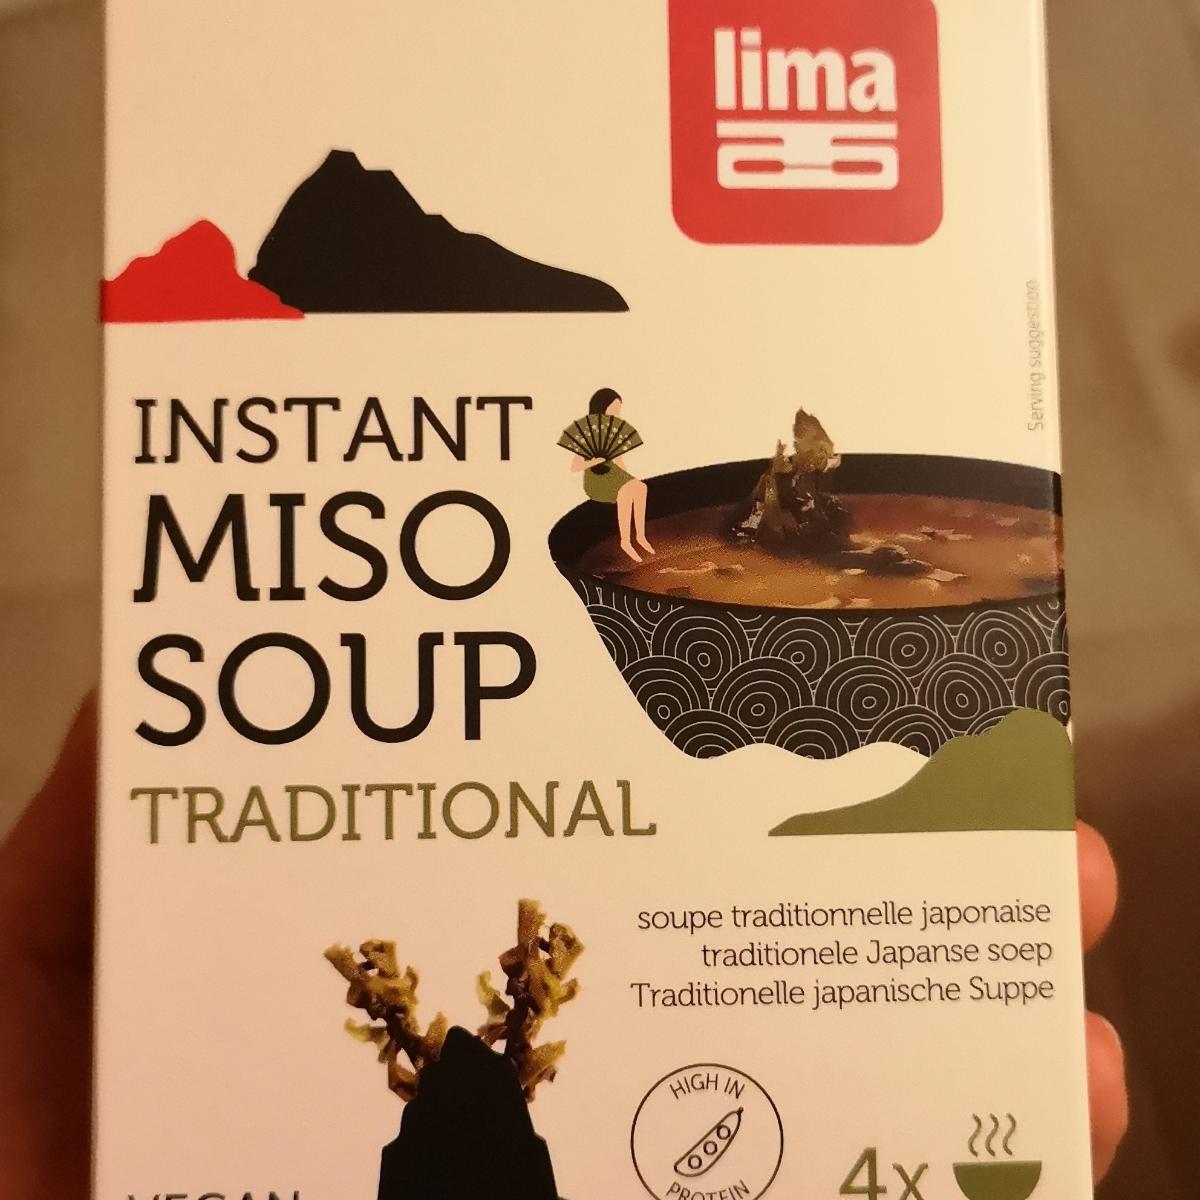 lima
Serving suggestion
INSTANT
MISO
SOUP
TRADITIONAL
soupe traditionnelle japonaise
traditionele Japanse soep
Traditionelle japanische Suppe
HIGH IN
PROTEIN
4x
VEGAN